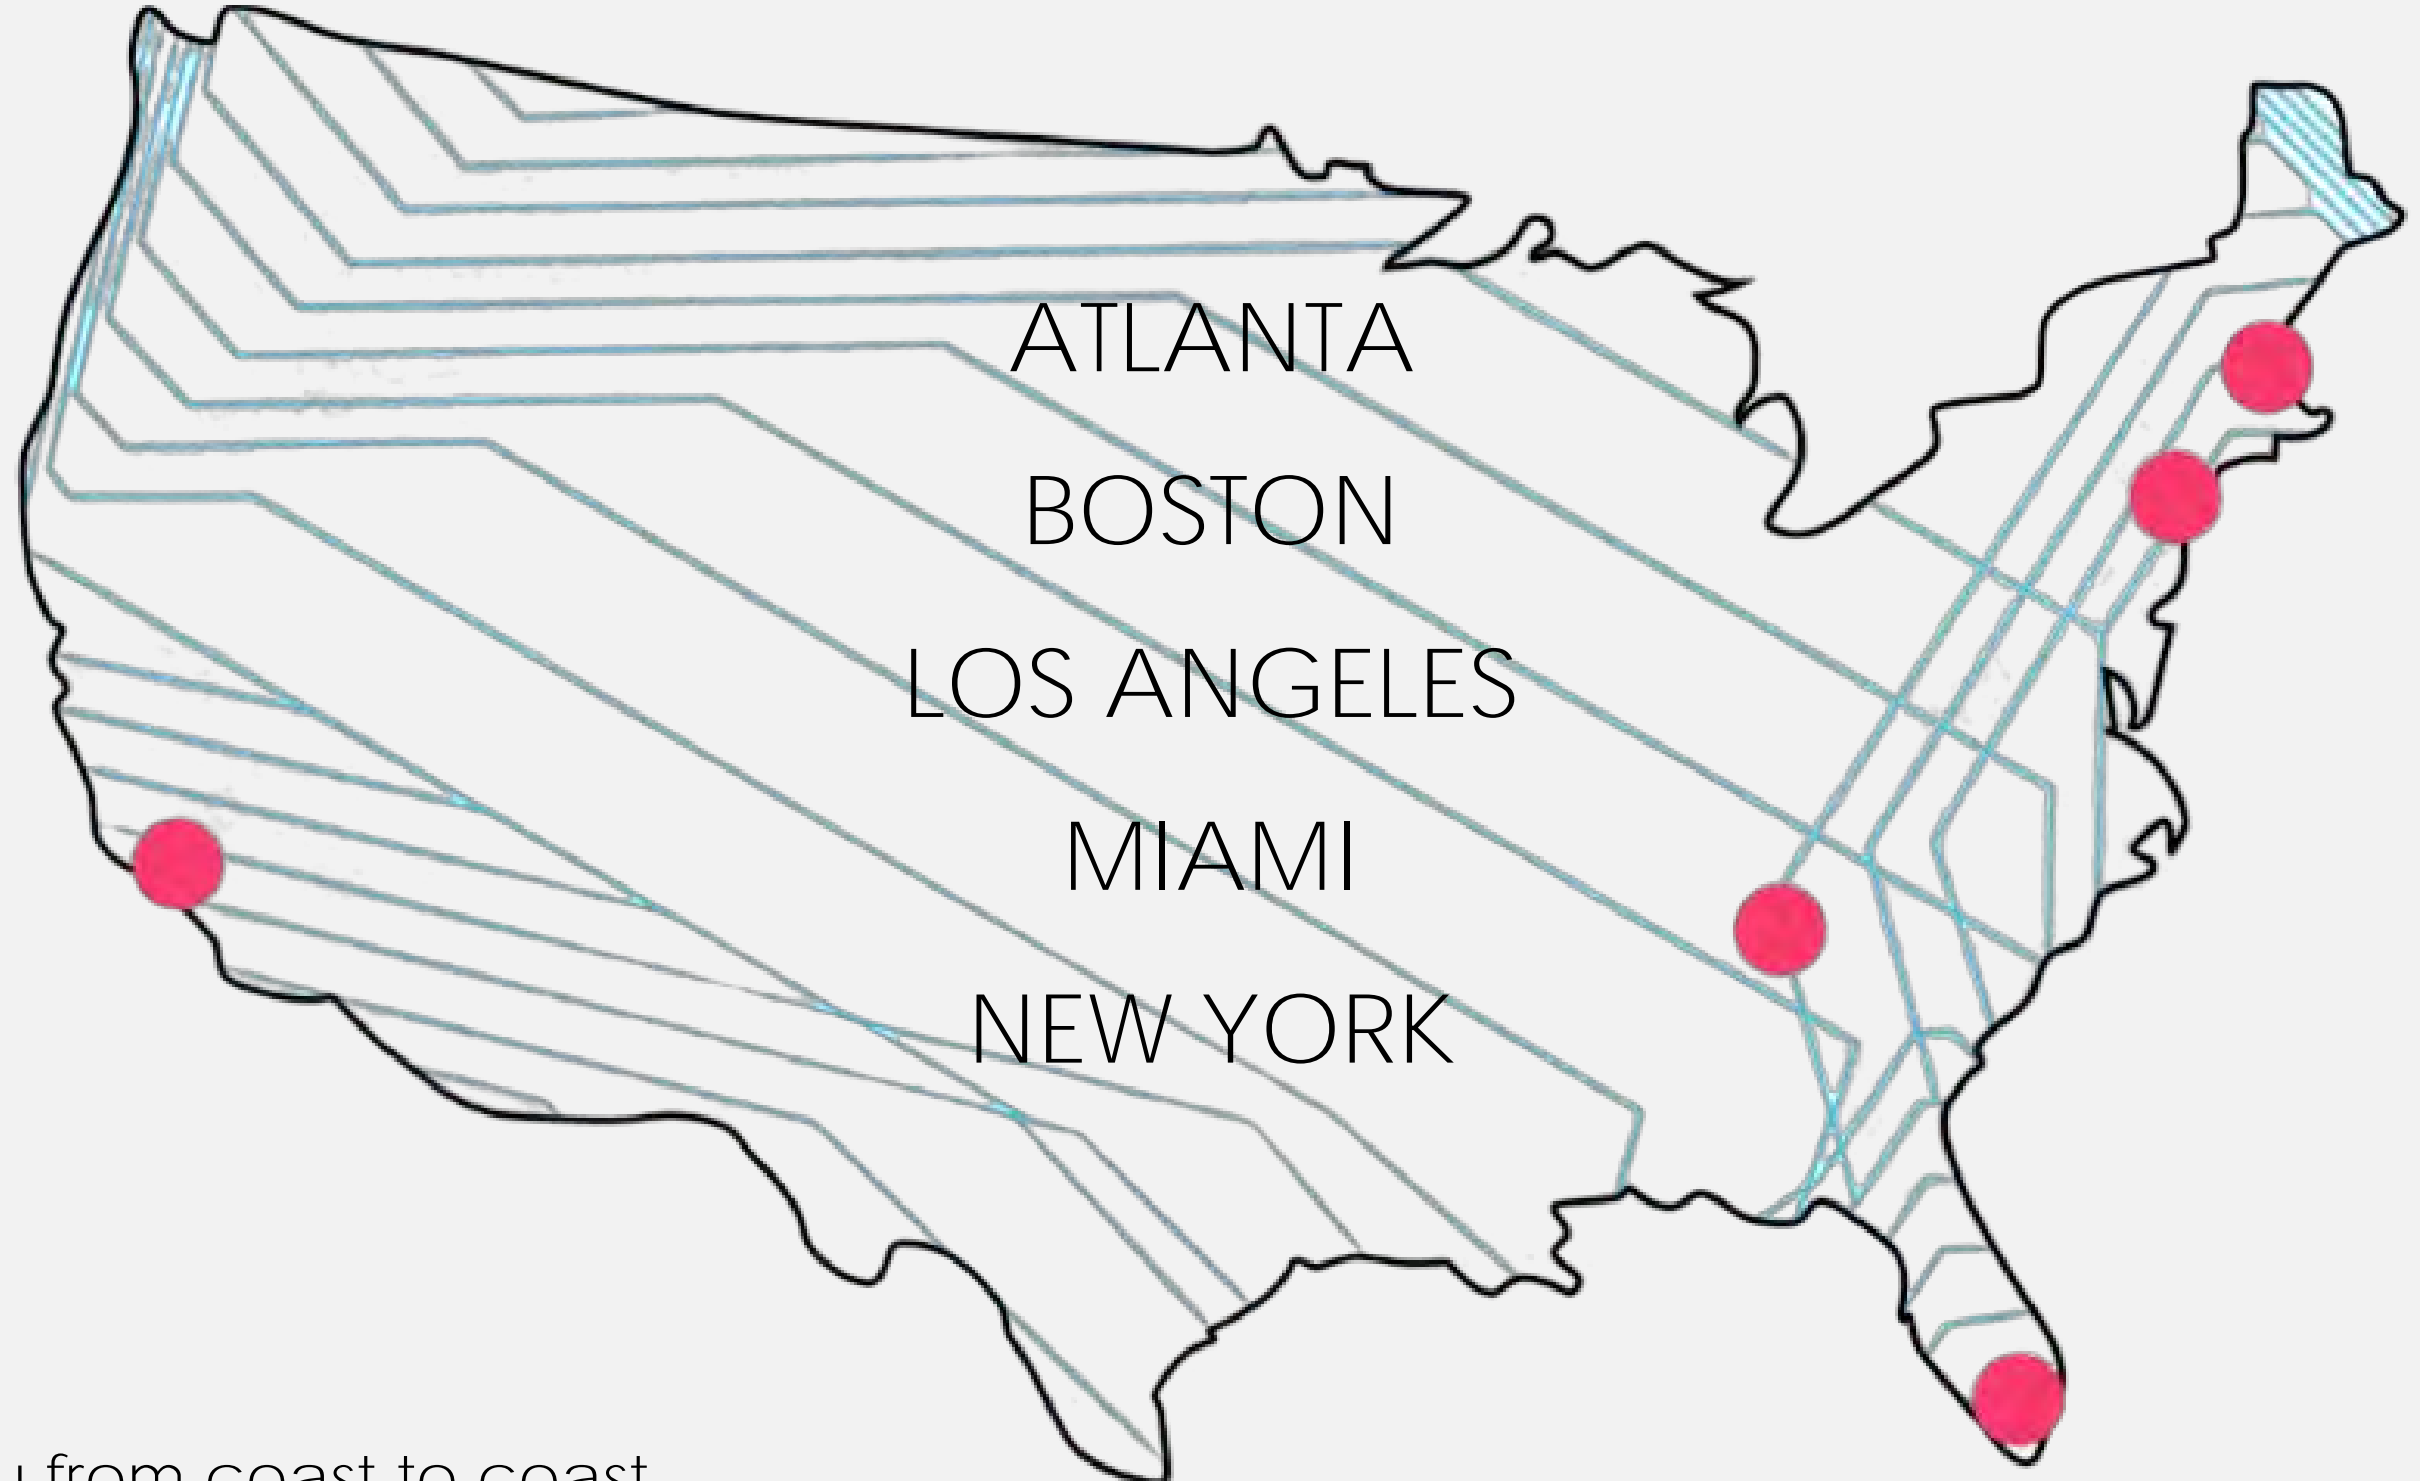 ATLANTA
BOSTON
LOS ANGELES
MIAMI
NEW YORK
from coast to coast